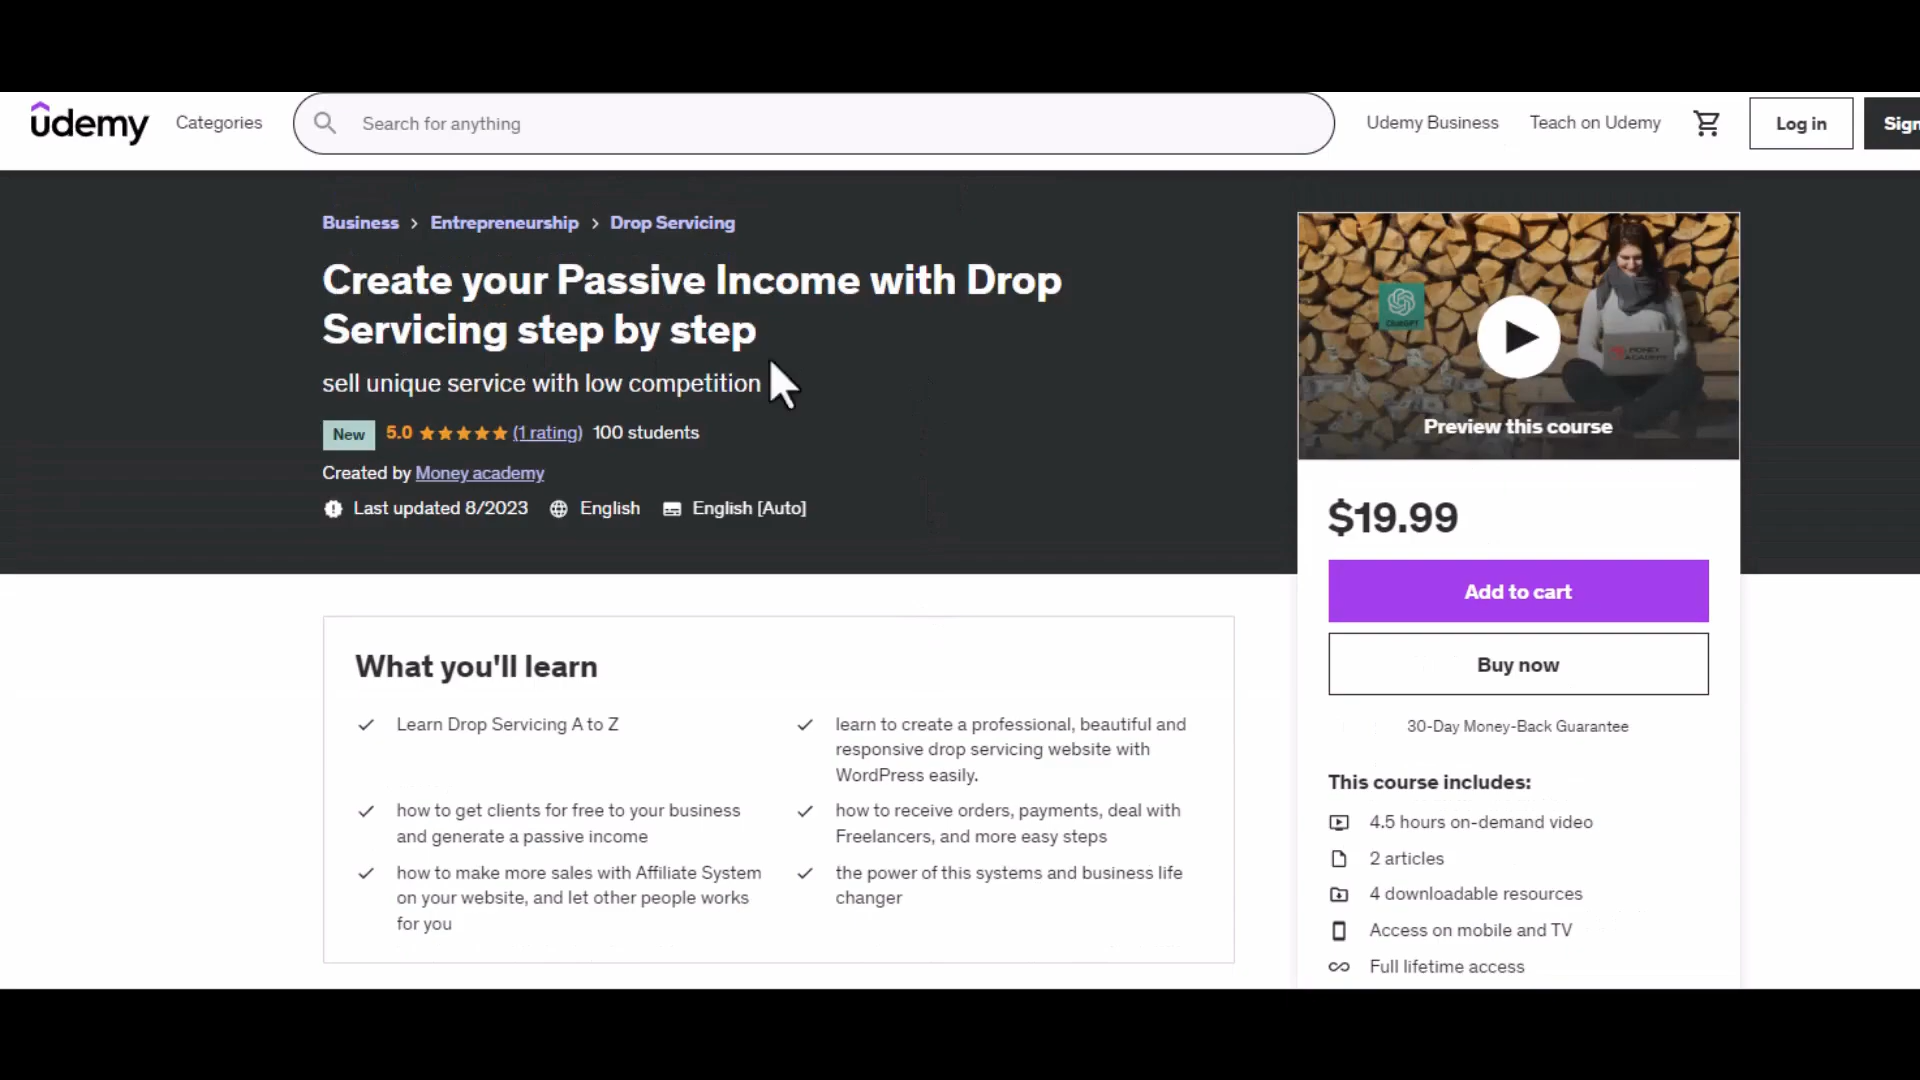 ûdemy
Categories
Search for anything
Udemy Business
Teach on Udemy
Log in
Sign
Business > Entrepreneurship > Drop Servicing
Create your Passive Income with Drop
Servicing step by step
sell unique service with low competition
New 5.0 (1 rating) 100 students
Created by Money academy
Last updated 8/2023 English English [Auto]
ChatGPT
MONEY
ACADEMY
Preview this course
$19.99
Add to cart
Buy now
30-Day Money-Back Guarantee
This course includes:
4.5 hours on-demand video
2 articles
4 downloadable resources
Access on mobile and TV
Full lifetime access
What you'll learn
Learn Drop Servicing A to Z
learn to create a professional, beautiful and
responsive drop servicing website with
WordPress easily.
how to get clients for free to your business
and generate a passive income
how to receive orders, payments, deal with
Freelancers, and more easy steps
how to make more sales with Affiliate System
on your website, and let other people works
for you
the power of this systems and business life
changer